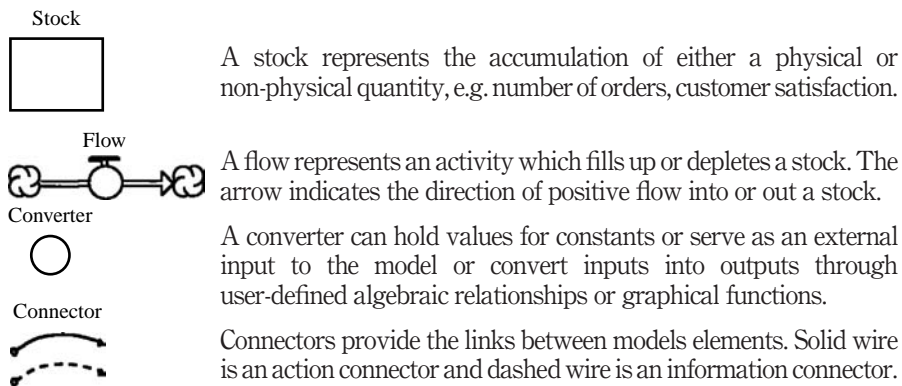 Stock
A stock represents the accumulation of either a physical or
non-physical quantity, e.g. number of orders, customer satisfaction.
Flow
A flow represents an activity which fills up or depletes a stock. The
arrow indicates the direction of positive flow into or out a stock.
Converter
A converter can hold values for constants or serve as an external
input to the model or convert inputs into outputs through
user-defined algebraic relationships or graphical functions.
Connector
Connectors provide the links between models elements. Solid wire
is an action connector and dashed wire is an information connector.